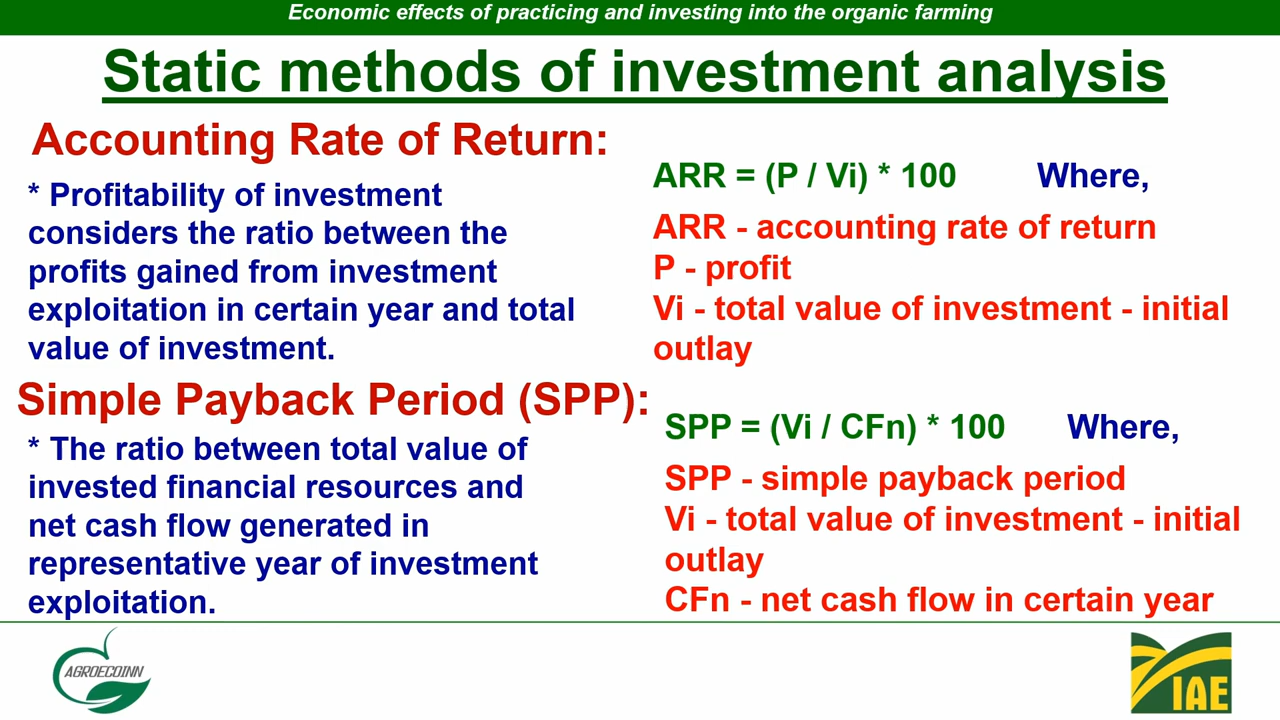 Economic effects of practicing and investing into the organic farming
Static methods of investment analysis
Accounting Rate of Return:
* Profitability of investment
considers the ratio between the
profits gained from investment
exploitation in certain year and total
value of investment.
ARR = (P / Vi) * 100 Where,
ARR - accounting rate of return
P - profit
Vi - total value of investment - initial
outlay
Simple Payback Period (SPP):
* The ratio between total value of
invested financial resources and
net cash flow generated in
representative year of investment
exploitation.
SPP = (Vi / CFn) * 100 Where,
SPP - simple payback period
Vi - total value of investment - initial
outlay
CFn - net cash flow in certain year
AGROECOINN
IAE